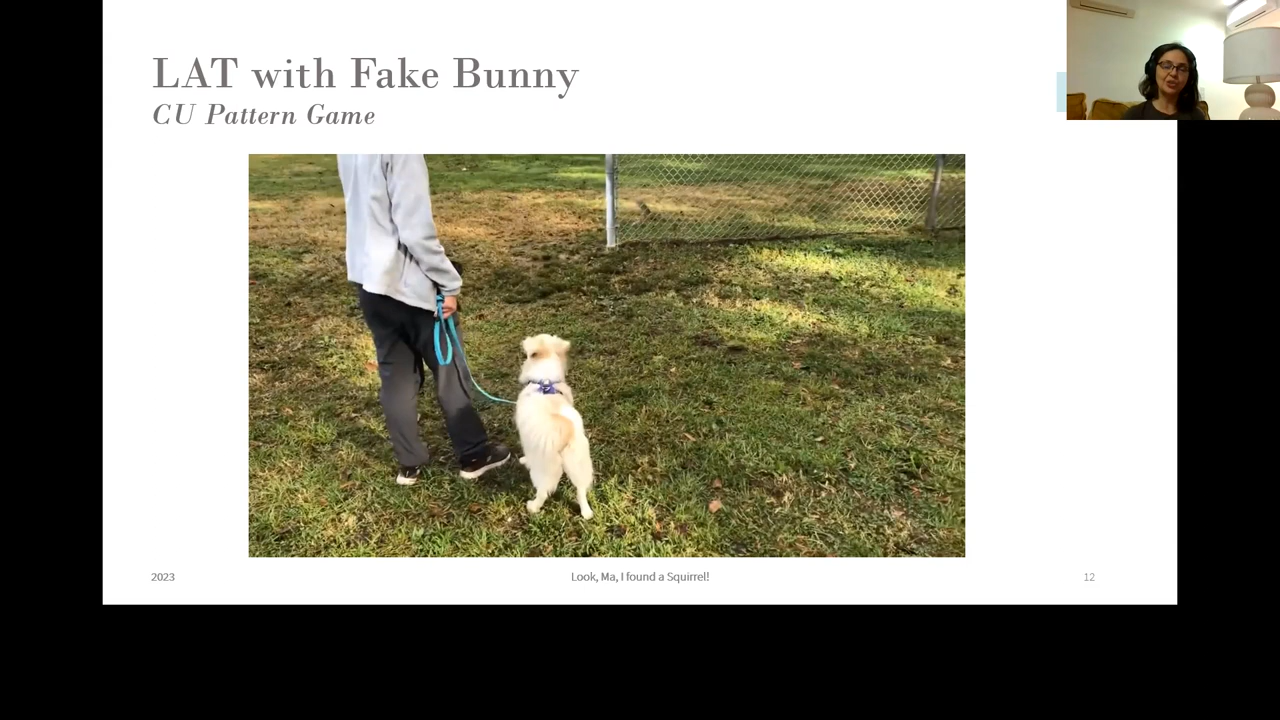 LAT with Fake Bunny
CU Pattern Game
2023
Look, Ma, I found a Squirrel!
12